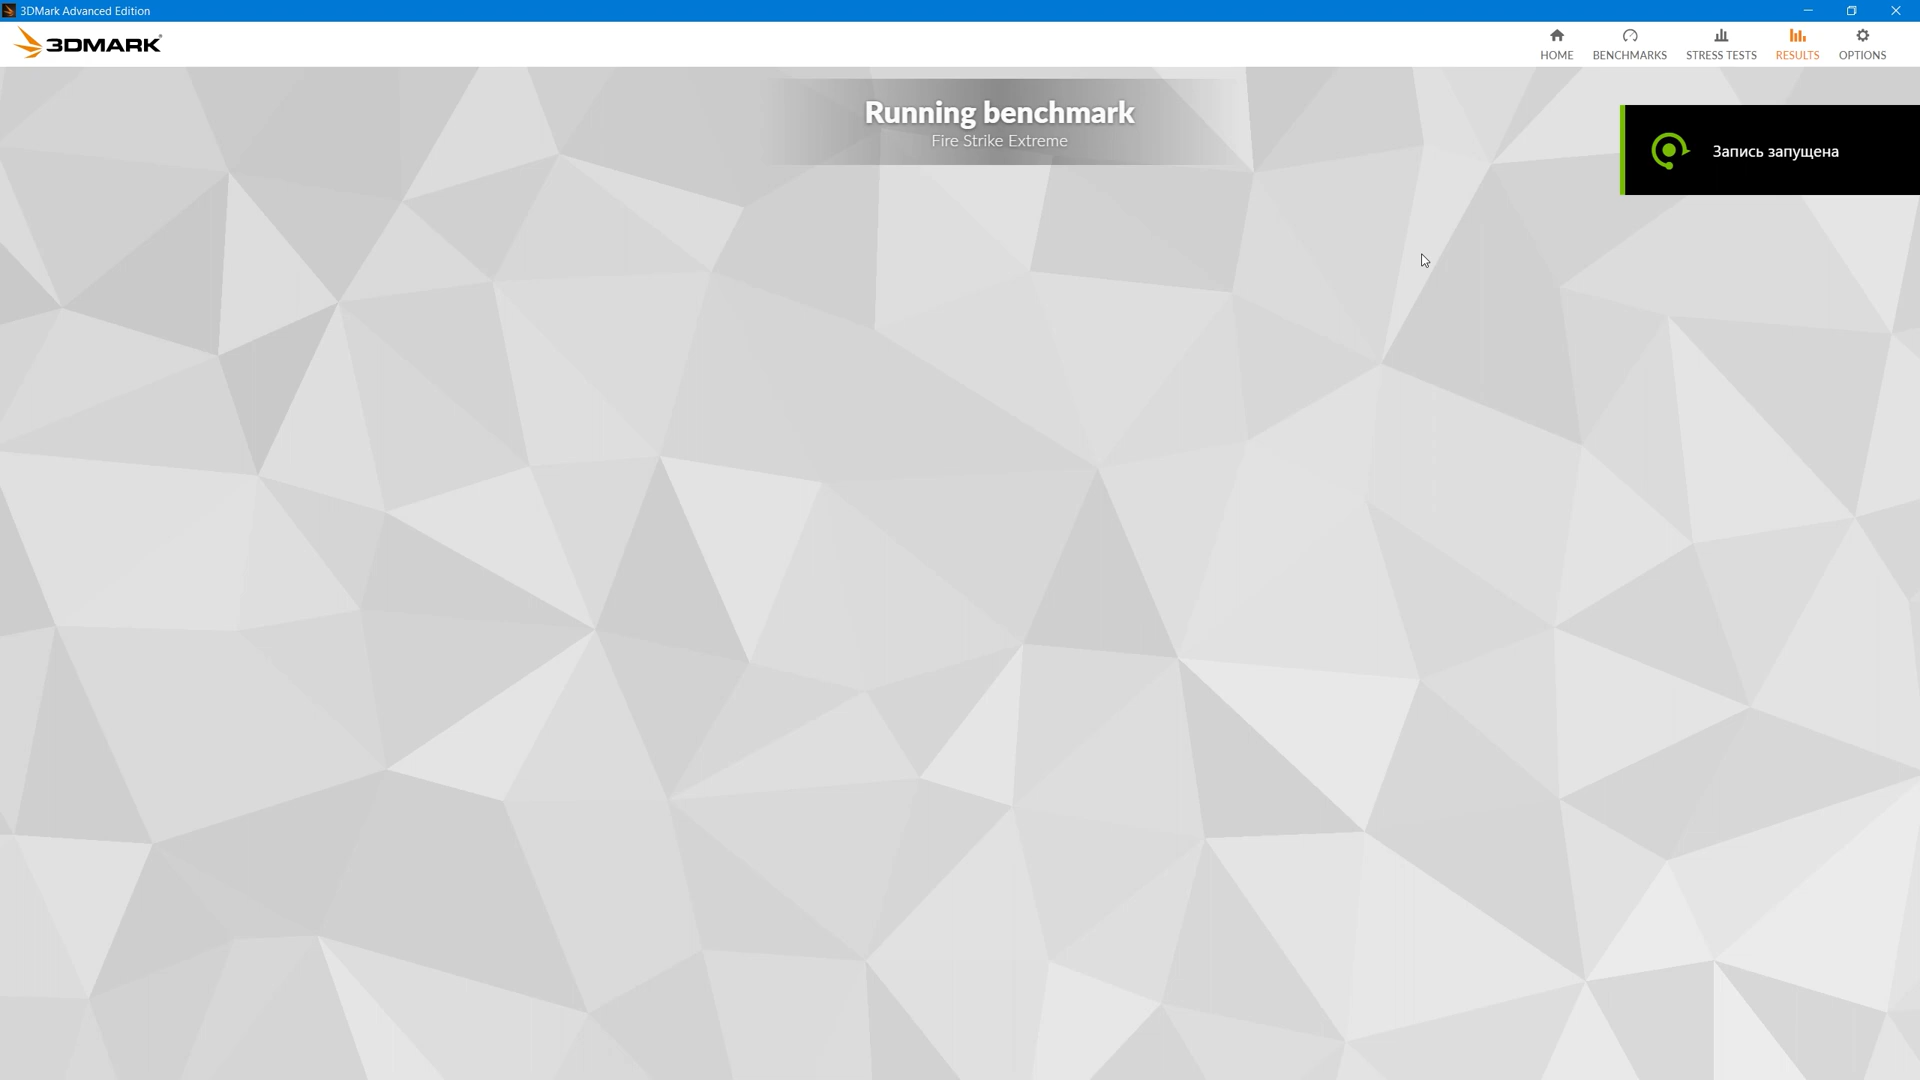 3DMark Advanced Edition
3DMARK
HOME
BENCHMARKS
STRESS TESTS
RESULTS
OPTIONS
Running benchmark
Fire Strike Extreme
Запись запущена